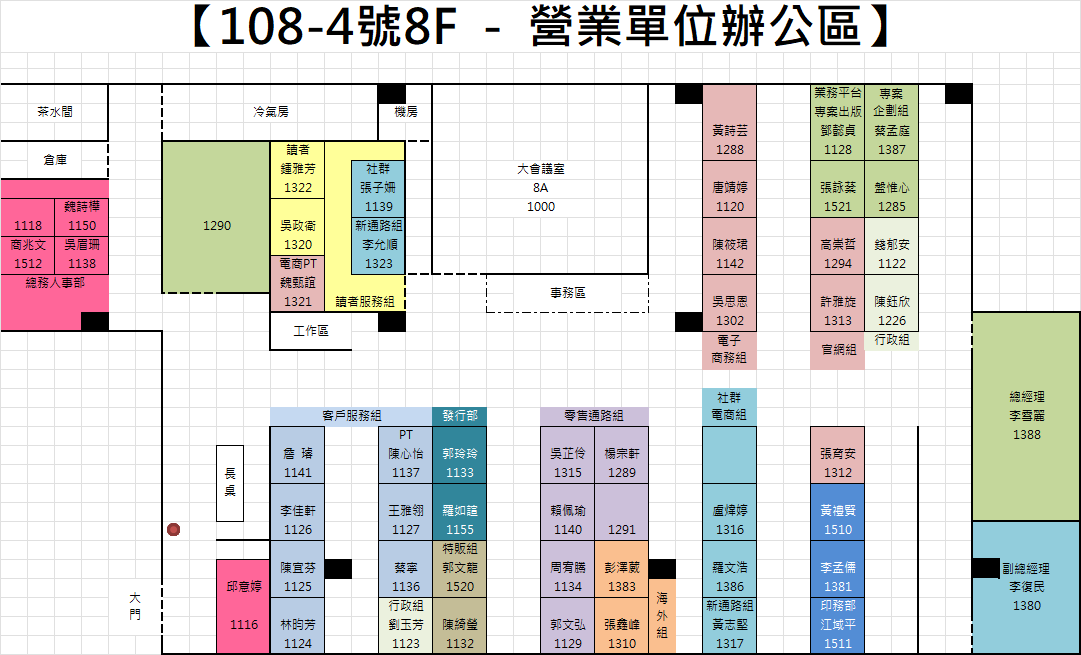 【108-4號8F - 營業單位辦公區】
茶水間
冷氣房
機房
倉庫
1118
魏詩樺
1150
商兆文
1512
吳眉珊
1138
總務人事部
1290
讀者
鍾雅芳
1322
吳政衛
1320
電商PT
魏甄誼
1321
社群
張子姍
1139
新通路組
李允順
1323
讀者服務組
工作區
大會議室
8A
1000
事務區
黃詩芸
1288
唐靖婷
1120
陳筱珺
1142
吳思恩
1302
電子
商務組
業務平台
專案出版
鄧懿貞
1128
張詠菳
1521
高崇哲
1294
許雅旋
1313
官網組
專案
企劃組
蔡孟庭
1387
盤惟心
1285
錢郁安
1122
陳鈺欣
1226
行政組
總經理
李雪麗
1388
副總經理
李復民
1380
長
桌
大
門
邱意婷
1116
客戶服務組
詹 璿
1141
李佳軒
1126
陳宜芬
1125
林昀芳
1124
PT
陳心怡
1137
王雅翎
1127
蔡寧
1136
行政組
劉玉芳
1123
發行部
郭玲玲
1133
羅如誼
1155
特販組
郭文龍
1520
陳綺瑩
1132
零售通路組
吳芷伶
1315
賴佩瑜
1140
周宥騰
1134
郭文弘
1129
楊宗軒
1289
1291
彭澤葳
1383
張鑫峰
1310
海
外
組
社群
電商組
盧煒婷
1316
羅文浩
1386
新通路組
黃志堅
1317
張育安
1312
黃禮賢
1510
李孟儒
1381
印務部
江域平
1511